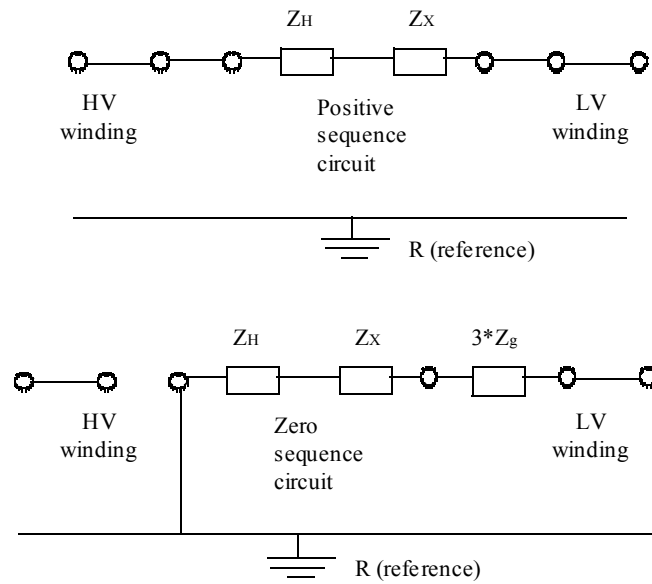 ZH ZX
HV
winding
Positive
sequence
circuit
LV
winding
R (reference)
ZH ZX 3*Zg
HV
winding
Zero
sequence
circuit
LV
winding
R (reference)